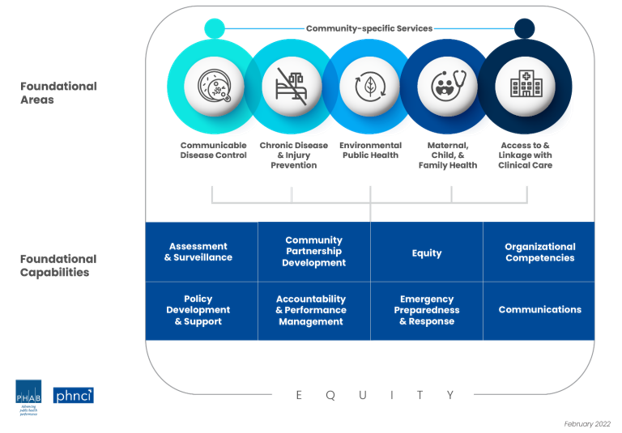 Community-specific Services
Foundational
Areas
Communicable
Disease Control
Chronic Disease
& Injury
Prevention
Environmental
Public Health
Maternal,
Child, &
Family Health
Access to &
Linkage with
Clinical Care
Foundational
Capabilities
Assessment
& Surveillance
Community
Partnership
Development
Equity
Organizational
Competencies
Policy
Development
& Support
Accountability
& Performance
Management
Emergency
Preparedness
& Response
Communications
PHAB
phnci
EQUITY
February 2022